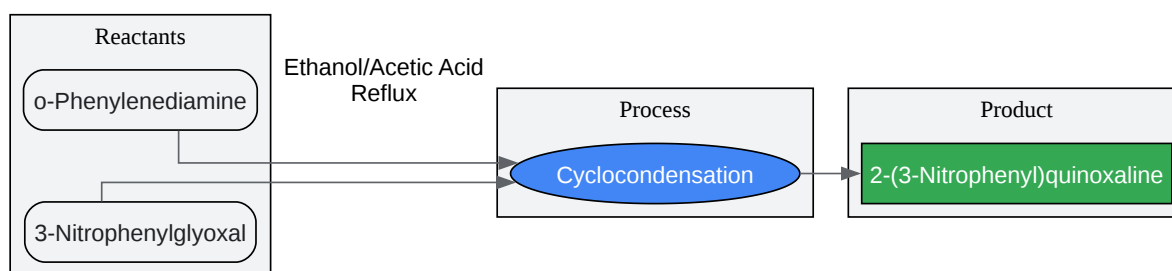 Reactants
o-Phenylenediamine
3-Nitrophenylglyoxal
Ethanol/Acetic Acid
Reflux
Process
Cyclocondensation
Product
2-(3-Nitrophenyl)quinoxaline